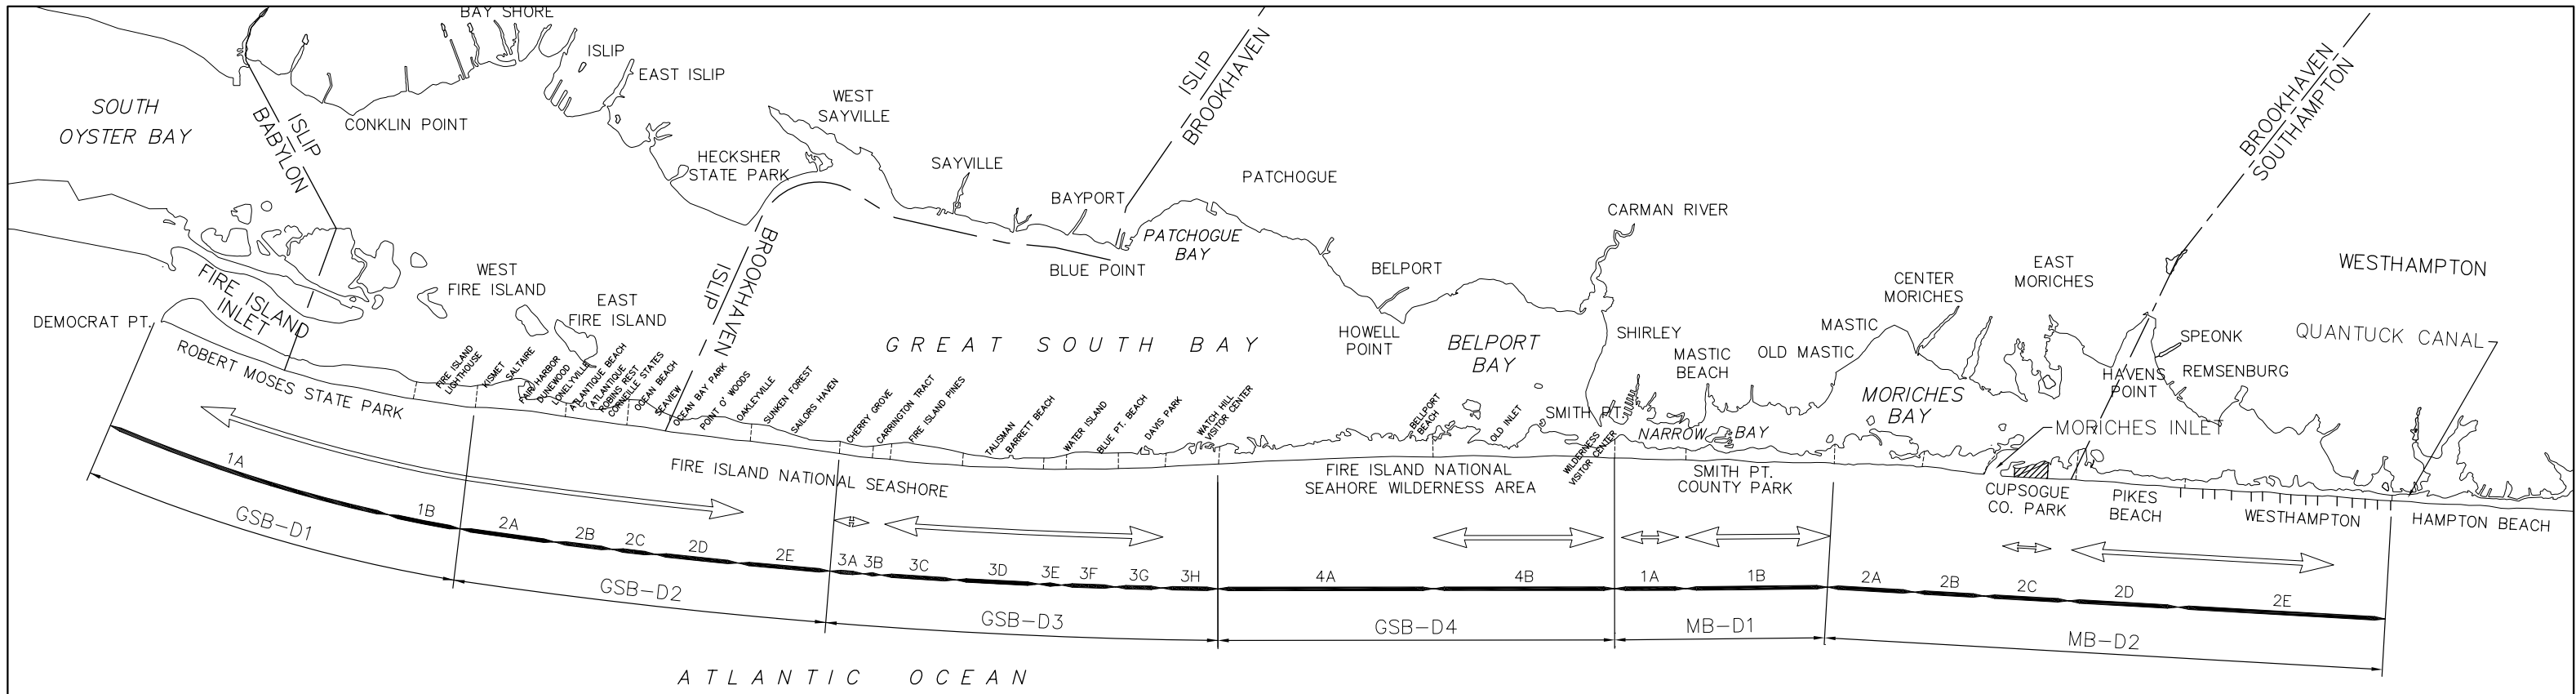 BAY SHORE
ISLIP
EAST ISLIP
SOUTH
OYSTER BAY
ISLIP
BABYLON
CONKLIN POINT
WEST
SAYVILLE
HECKSHER
STATE PARK
SAYVILLE
BAYPORT
ISLIP
BROOKHAVEN
PATCHOGUE
PATCHOGUE
BAY
BLUE POINT
BELPORT
CARMAN RIVER
BROOKHAVEN
SOUTHAMPTON
WESTHAMPTON
EAST
MORICHES
CENTER
MORICHES
QUANTUCK CANAL
FIRE ISLAND
INLET
WEST
FIRE ISLAND
EAST
FIRE ISLAND
BROOKHAVEN
ISLIP
DEMOCRAT PT.
GREAT SOUTH BAY
HOWELL
POINT
BELPORT
BAY
SHIRLEY
MASTIC
BEACH
OLD MASTIC
MASTIC
MORICHES
BAY
HAVENS
POINT
SPEONK
REMSENBURG
ROBERT MOSES STATE PARK
FIRE ISLAND
LIGHTHOUSE
KISMET
SALTAIRE
FAIR HARBOR
DUNEWOOD
LONELYVILLE
ATLANTIQUE BEACH
ATLANTIQUE
ROBINS REST
CORNEILLE STATES
OCEAN BEACH
SEAVIEW
OCEAN BAY PARK
POINT O' WOODS
OAKLEYVILLE
SUNKEN FOREST
SAILORS HAVEN
CHERRY GROVE
CARRINGTON TRACT
FIRE ISLAND PINES
TALISMAN
BARRETT BEACH
WATER ISLAND
BLUE PT. BEACH
DAVIS PARK
WATCH HILL
VISITOR CENTER
BELLPORT
BEACH
OLD INLET
WILDERNESS
VISITOR CENTER
SMITH PT.
NARROW BAY
MORICHES INLET
FIRE ISLAND NATIONAL SEASHORE
FIRE ISLAND NATIONAL
SEAHORE WILDERNESS AREA
SMITH PT.
COUNTY PARK
CUPSOGUE
CO. PARK
PIKES
BEACH
WESTHAMPTON
HAMPTON BEACH
1A
1B
2A
2B
2C
2D
2E
3A
3B
3C
3D
3E
3F
3G
3H
4A
4B
1A
1B
2A
2B
2C
2D
2E
GSB-D1
GSB-D2
GSB-D3
GSB-D4
MB-D1
MB-D2
ATLANTIC OCEAN